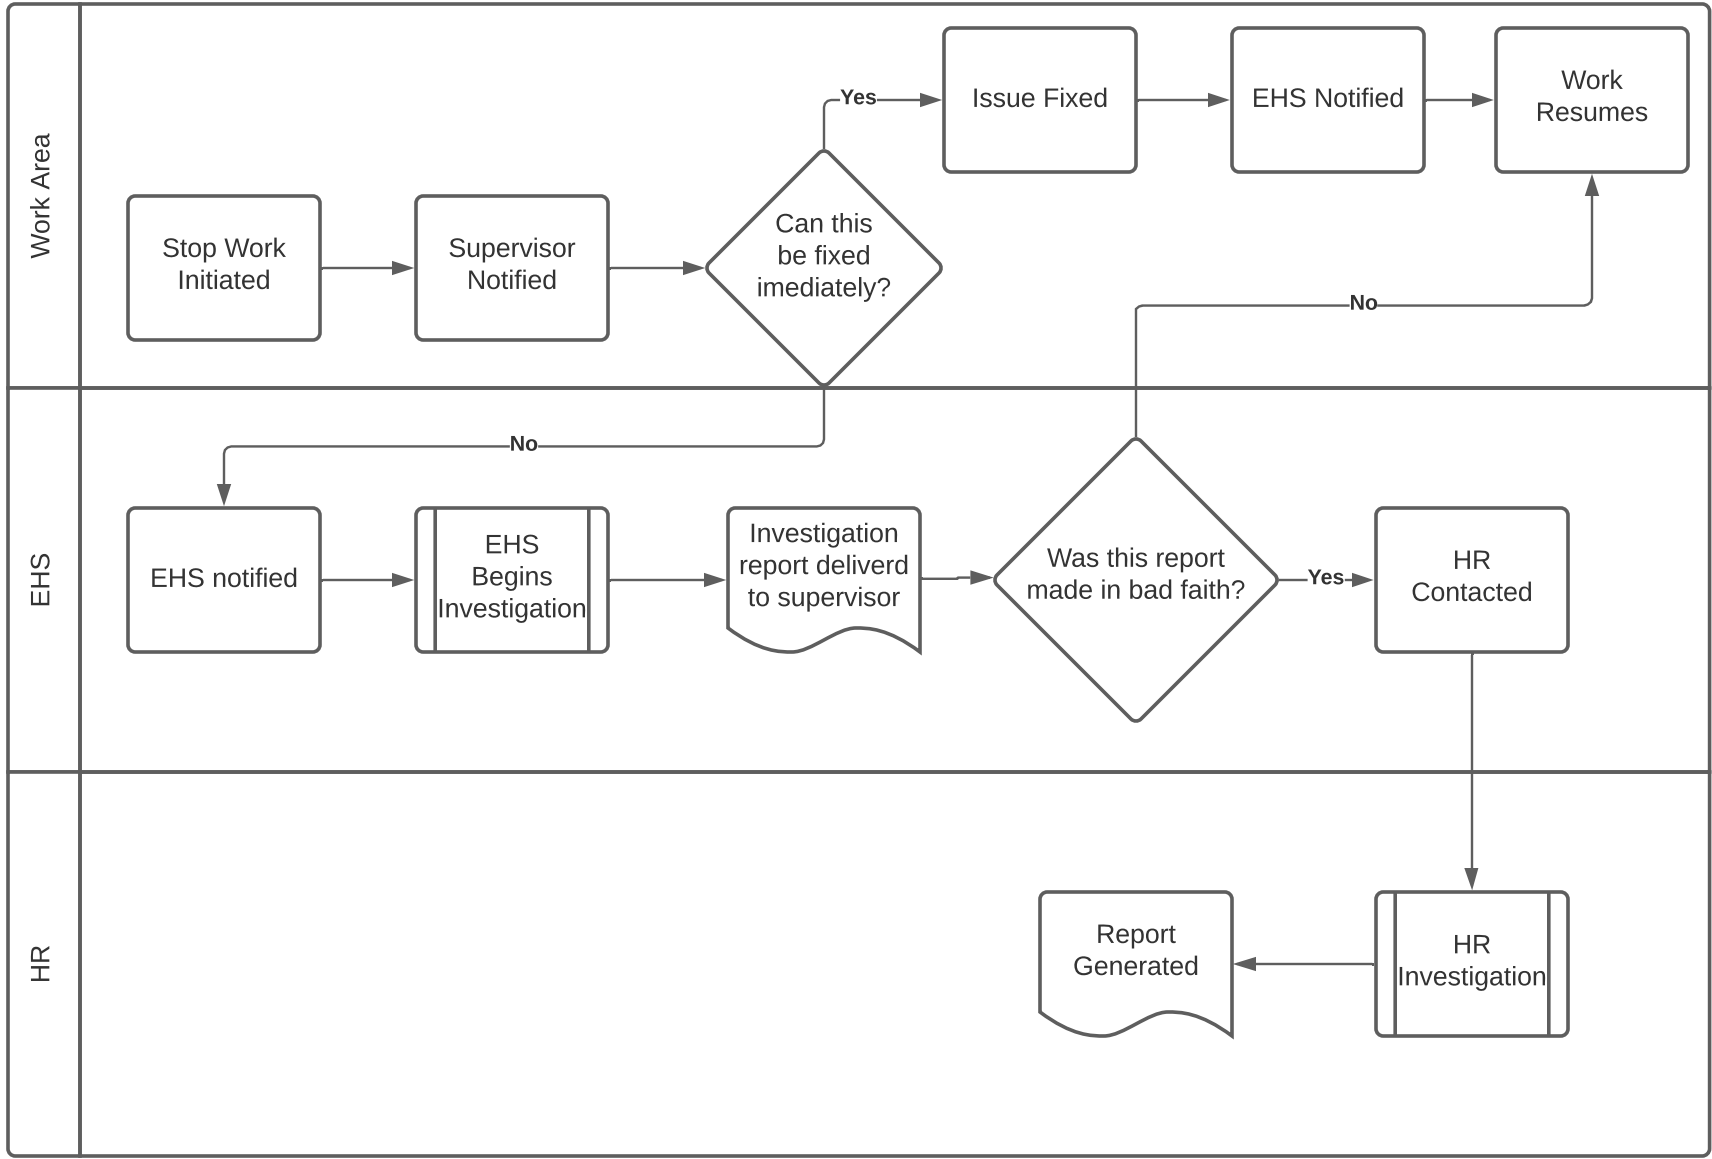 Work Area
Stop Work
Initiated
Supervisor
Notified
Can this
be fixed
imediately?
Yes
Issue Fixed
EHS Notified
Work
Resumes
No
EHS
No
EHS notified
EHS
Begins
Investigation
Investigation
report deliverd
to supervisor
Was this report
made in bad faith?
Yes
HR
Contacted
HR
Report
Generated
HR
Investigation